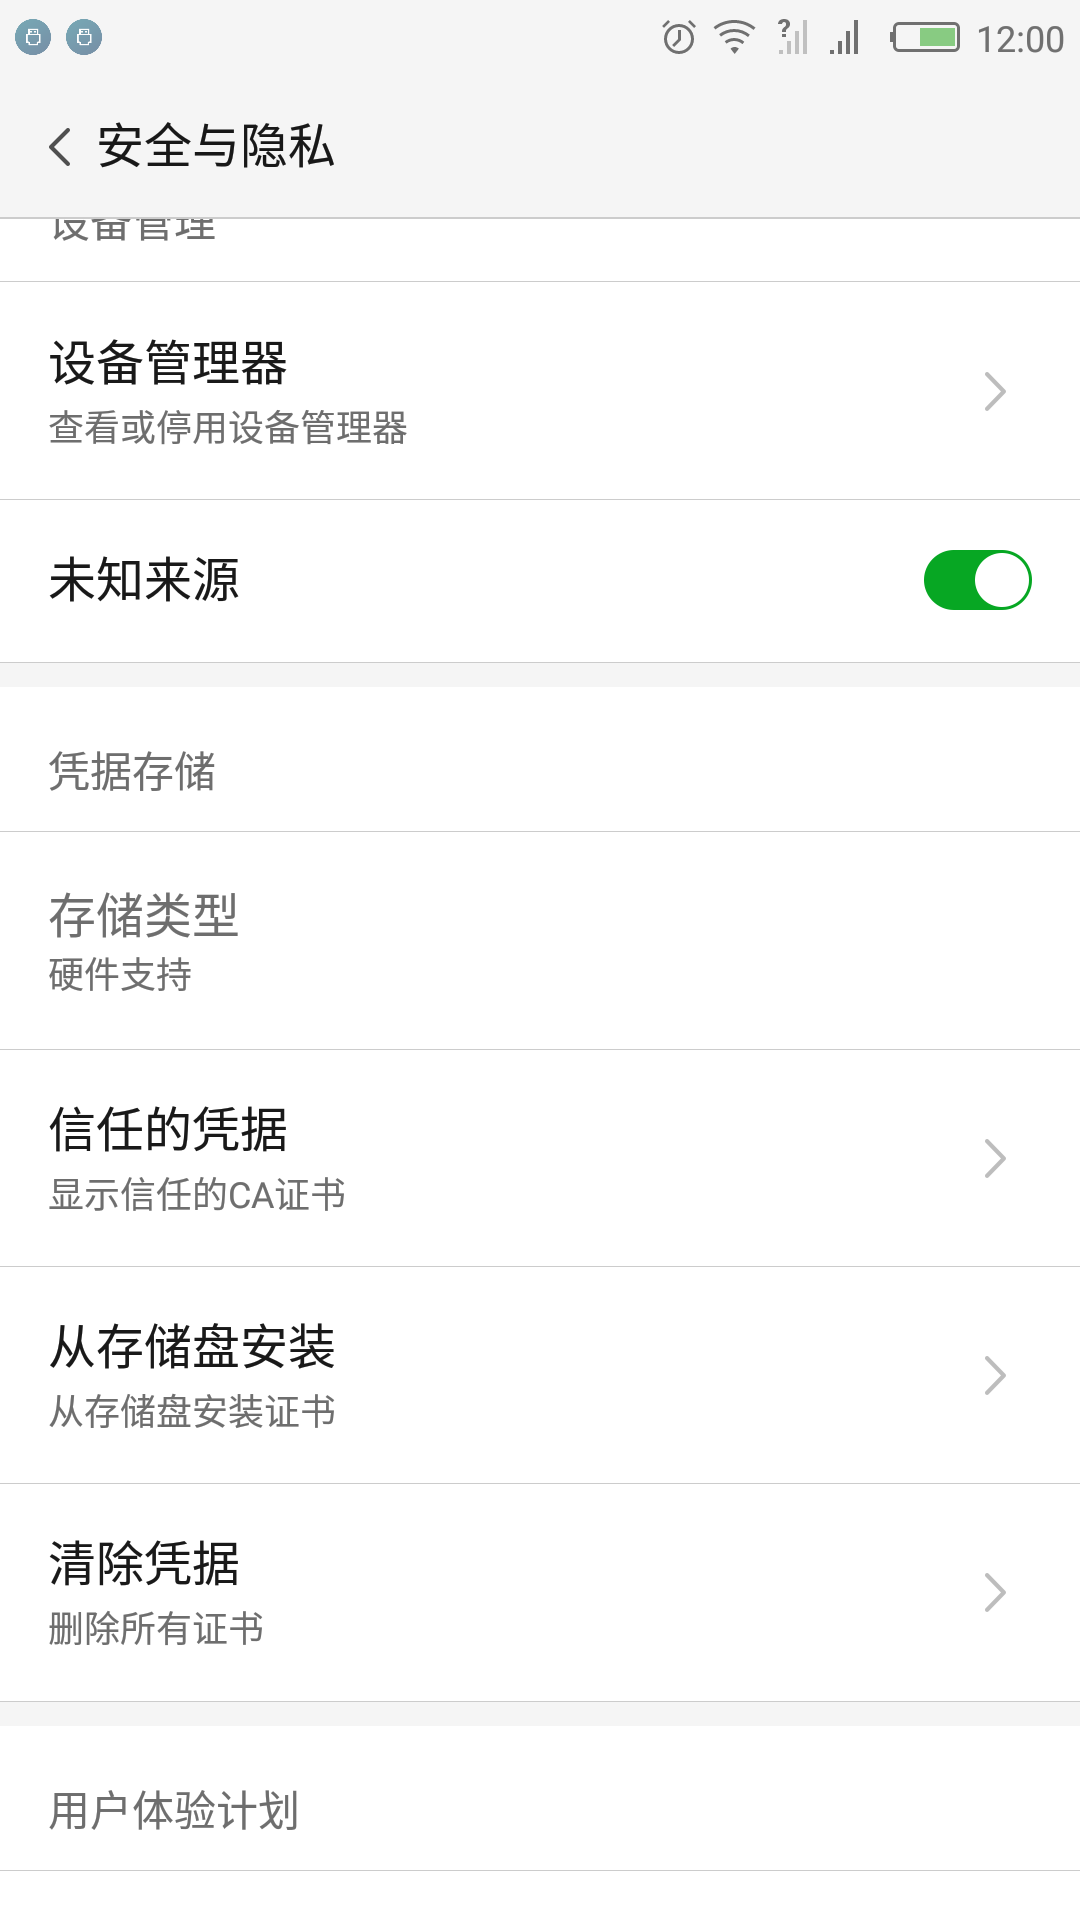 12:00
安全与隐私
设备管理
设备管理器
查看或停用设备管理器
未知来源
凭据存储
存储类型
硬件支持
信任的凭据
显示信任的CA证书
从存储盘安装
从存储盘安装证书
清除凭据
删除所有证书
用户体验计划